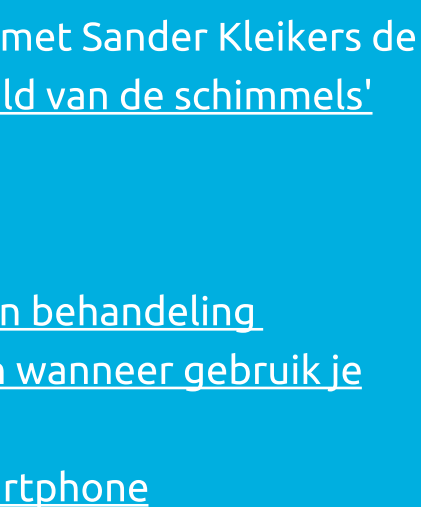 met Sander Kleikers de
ld van de schimmels'
n behandeling
n wanneer gebruik je
rtphone